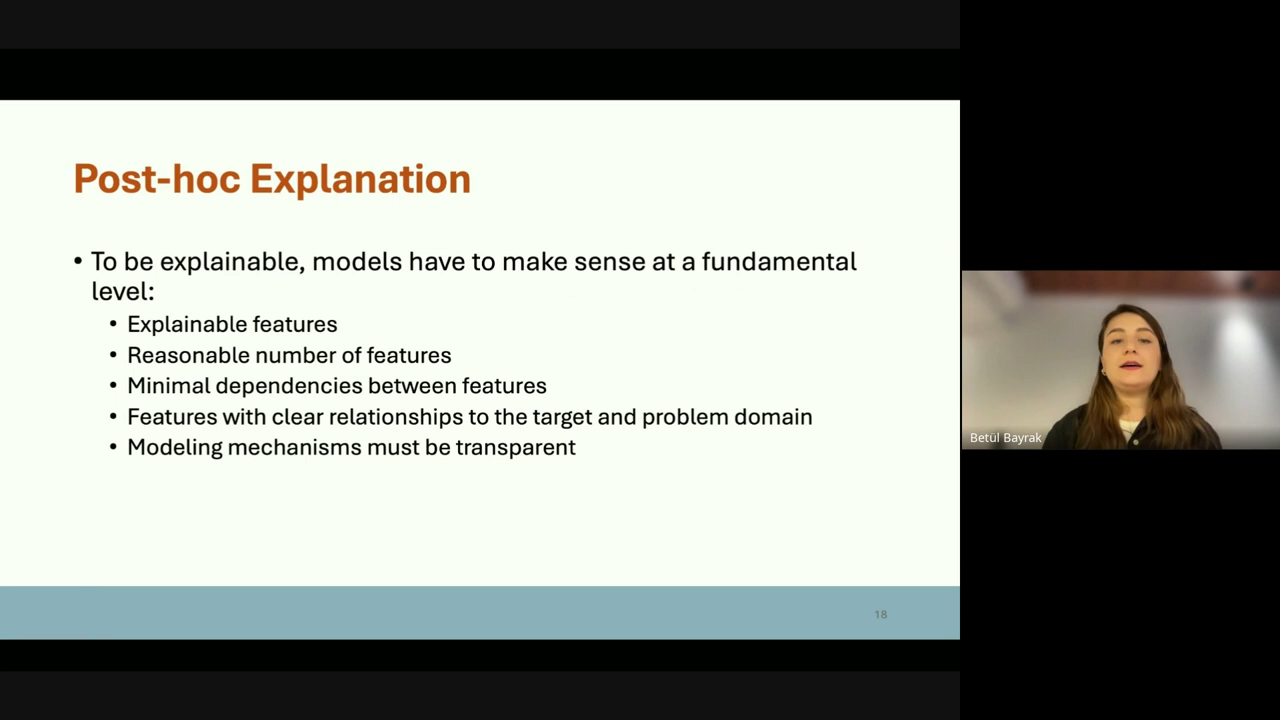 Post-hoc Explanation
• To be explainable, models have to make sense at a fundamental
level:
• Explainable features
• Reasonable number of features
• Minimal dependencies between features
• Features with clear relationships to the target and problem domain
• Modeling mechanisms must be transparent
18
Betül Bayrak